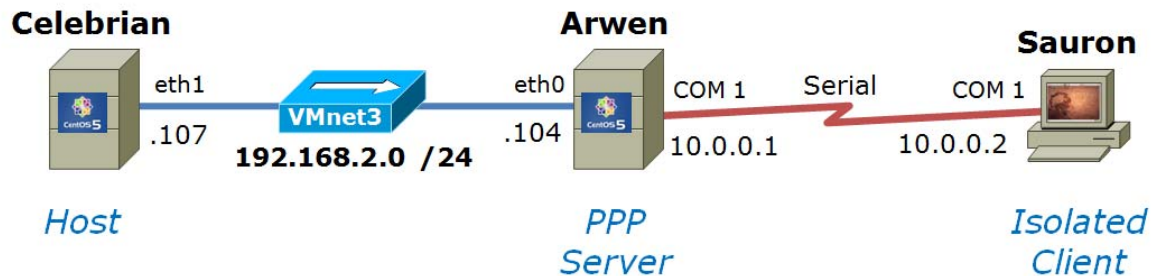 Celebrian
Arwen
Sauron
eth1
eth0
COM 1
Serial
COM 1
CentOS 5
VMnet3
CentOS 5
.107
192.168.2.0 /24
.104
10.0.0.1
10.0.0.2
Host
PPP
Server
Isolated
Client